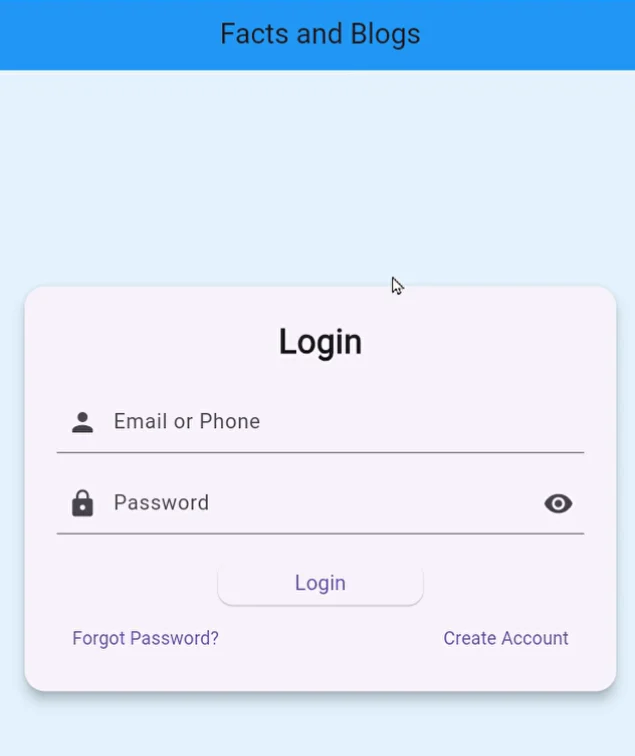 Facts and Blogs
Login
Email or Phone
Password
Login
Forgot Password?
Create Account